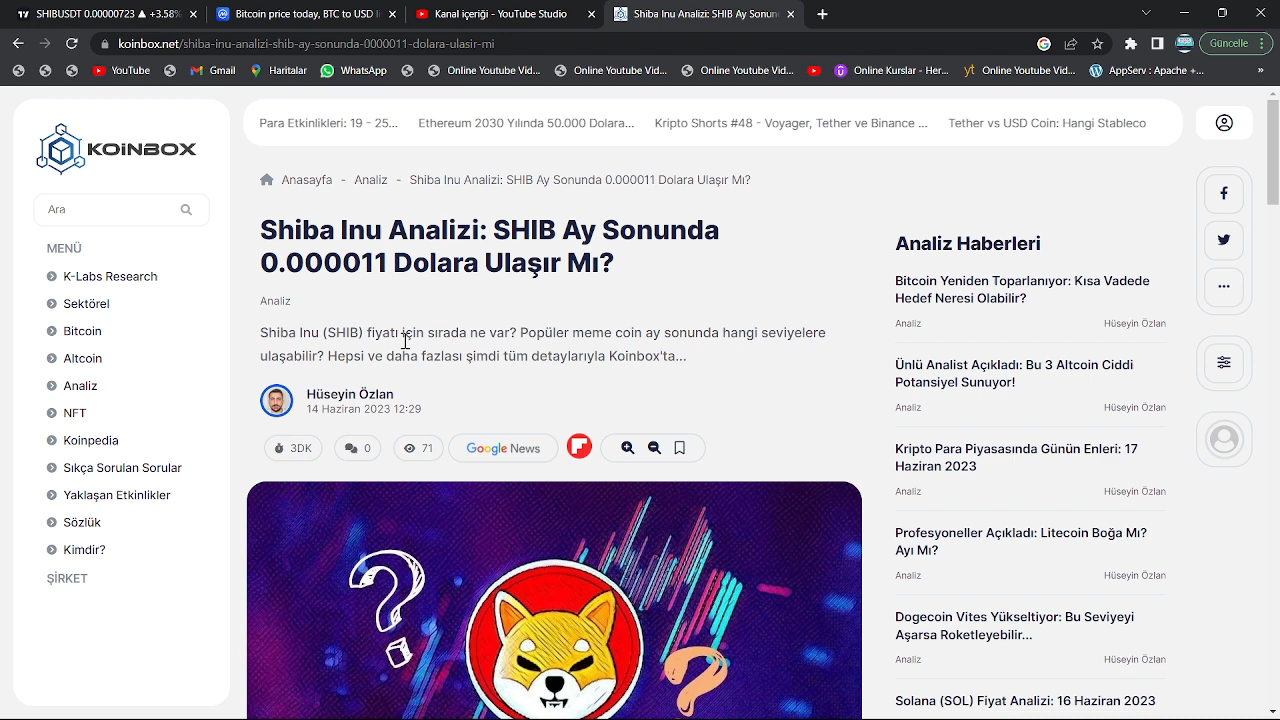 SHIBUSDT 0.00000723 ▲ +3.58%
Bitcoin price today, BTC to USD li
Kanal içeriği - YouTube Studio
Shiba Inu Analizi: SHIB Ay Sonun
koinbox.net/shiba-inu-analizi-shib-ay-sonunda-0000011-dolara-ulasir-mi
Güncelle
YouTube
Gmail
Haritalar
WhatsApp
Online Youtube Vid...
Online Youtube Vid...
Online Youtube Vid...
Online Kurslar - Her...
yt Online Youtube Vid...
AppServ : Apache +...
»
KOINBOX
Ara
MENÜ
K-Labs Research
Sektörel
Bitcoin
Altcoin
Analiz
NFT
Koinpedia
Sıkça Sorulan Sorular
Yaklaşan Etkinlikler
Sözlük
Kimdir?
ŞİRKET
Para Etkinlikleri: 19 - 25...
Ethereum 2030 Yılında 50.000 Dolara...
Kripto Shorts #48 - Voyager, Tether ve Binance ...
Tether vs USD Coin: Hangi Stableco
Anasayfa - Analiz - Shiba Inu Analizi: SHIB Ay Sonunda 0.000011 Dolara Ulaşır Mı?
Shiba Inu Analizi: SHIB Ay Sonunda
0.000011 Dolara Ulaşır Mı?
Analiz
Shiba Inu (SHIB) fiyatı için sırada ne var? Popüler meme coin ay sonunda hangi seviyelere
ulaşabilir? Hepsi ve daha fazlası şimdi tüm detaylarıyla Koinbox'ta...
Hüseyin Özlan
14 Haziran 2023 12:29
3DK
0
71
Google News
Analiz Haberleri
Bitcoin Yeniden Toparlanıyor: Kısa Vadede
Hedef Neresi Olabilir?
Analiz Hüseyin Özlan
Ünlü Analist Açıkladı: Bu 3 Altcoin Ciddi
Potansiyel Sunuyor!
Analiz Hüseyin Özlan
Kripto Para Piyasasında Günün Enleri: 17
Haziran 2023
Analiz Hüseyin Özlan
Profesyoneller Açıkladı: Litecoin Boğa Mı?
Ayı Mı?
Analiz Hüseyin Özlan
Dogecoin Vites Yükseltiyor: Bu Seviyeyi
Aşarsa Roketleyebilir...
Analiz Hüseyin Özlan
Solana (SOL) Fiyat Analizi: 16 Haziran 2023